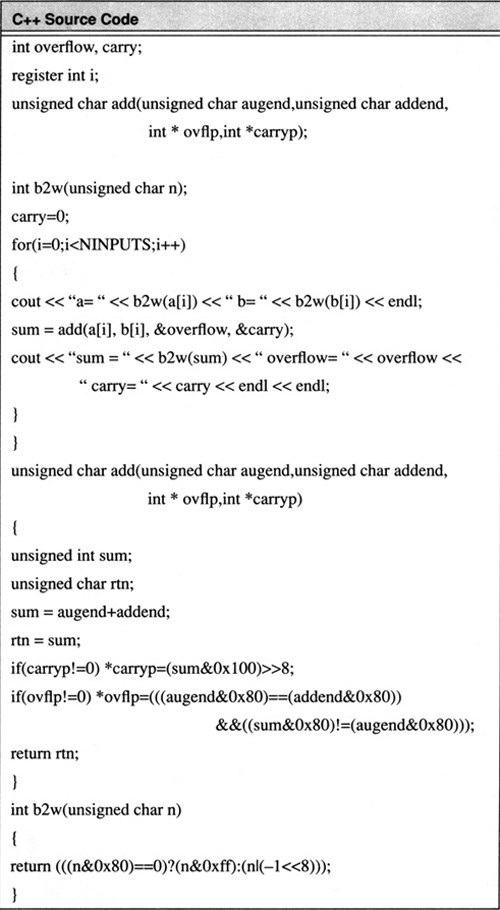 C++ Source Code
int overflow, carry;
register int i;
unsigned char add(unsigned char augend,unsigned char addend,
int * ovflp,int *carryp);
int b2w(unsigned char n);
carry=0;
for(i=0;i<NINPUTS;i++)
{
cout << “a= “ << b2w(a[i]) << “ b= “ << b2w(b[i]) << endl;
sum = add(a[i], b[i], &overflow, &carry);
cout << “sum = “ << b2w(sum) << “ overflow= “ << overflow <<
“ carry= “ << carry << endl << endl;
}
}
unsigned char add(unsigned char augend,unsigned char addend,
int * ovflp,int *carryp)
{
unsigned int sum;
unsigned char rtn;
sum = augend+addend;
rtn = sum;
if(carryp!=0) *carryp=(sum&0x100)>>8;
if(ovflp!=0) *ovflp=(((augend&0x80)==(addend&0x80))
&&((sum&0x80)!=(augend&0x80)));
return rtn;
}
int b2w(unsigned char n)
{
return (((n&0x80)==0)?(n&0xff):(n|(−1<<8)));
}